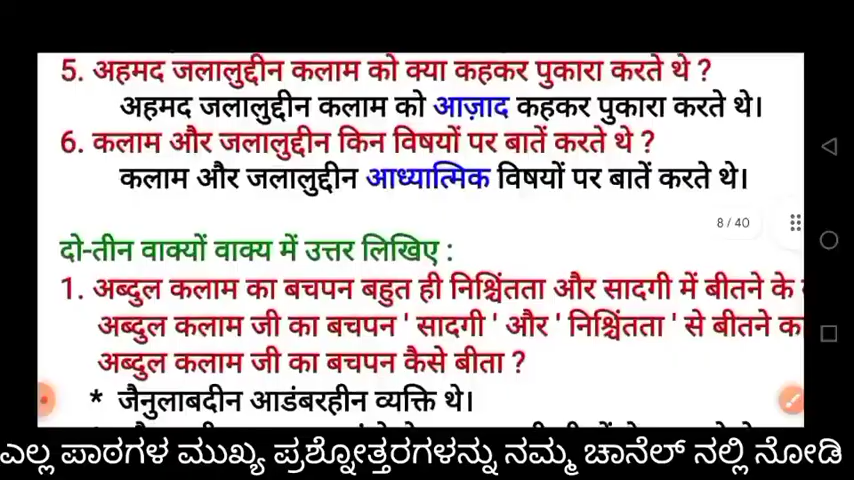 5. अहमद जलालुद्दीन कलाम को क्या कहकर पुकारा करते थे ?
अहमद जलालुद्दीन कलाम को आज़ाद कहकर पुकारा करते थे।
6. कलाम और जलालुद्दीन किन विषयों पर बातें करते थे ?
कलाम और जलालुद्दीन आध्यात्मिक विषयों पर बातें करते थे।
8 / 40
दो-तीन वाक्यों वाक्य में उत्तर लिखिए :
1. अब्दुल कलाम का बचपन बहुत ही निश्चिंतता और सादगी में बीतने के
अब्दुल कलाम जी का बचपन ' सादगी ' और ' निश्चिंतता ' से बीतने का
अब्दुल कलाम जी का बचपन कैसे बीता ?
* जैनुलाबदीन आडंबरहीन व्यक्ति थे।
ಎಲ್ಲ ಪಾಠಗಳ ಮುಖ್ಯ ಪ್ರಶ್ನೋತ್ತರಗಳನ್ನು ನಮ್ಮ ಚಾನೆಲ್ ನಲ್ಲಿ ನೋಡಿ